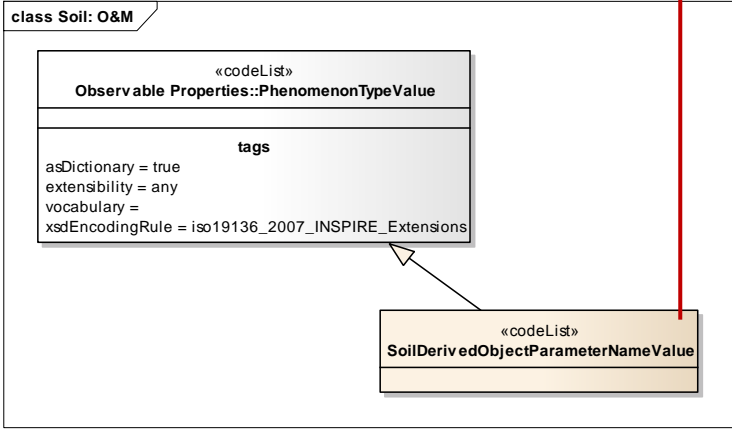 class Soil: O&M
«codeList»
Observable Properties::PhenomenonTypeValue
tags
asDictionary = true
extensibility = any
vocabulary =
xsdEncodingRule = iso19136_2007_INSPIRE_Extensions
«codeList»
SoilDerivedObjectParameterNameValue